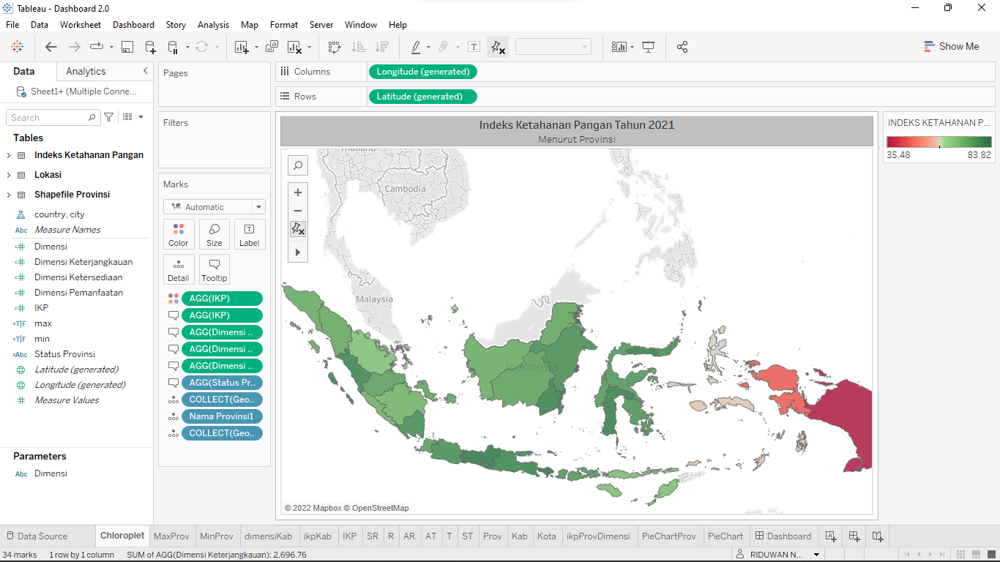 Tableau - Dashboard 2.0
File Data Worksheet Dashboard Story Analysis Map Format Server Window Help
Show Me
Data Analytics
Sheet1+ (Multiple Conne...
Search
Tables
Indeks Ketahanan Pangan
Lokasi
Shapefile Provinsi
country, city
Abc Measure Names
Dimensi
Dimensi Keterjangkauan
Dimensi Ketersediaan
Dimensi Pemanfaatan
IKP
=T|F max
=T|F min
=Abc Status Provinsi
Latitude (generated)
Longitude (generated)
Measure Values
Parameters
Abc Dimensi
Pages
Filters
Marks
Automatic
Color Size Label
Detail Tooltip
AGG(IKP)
AGG(IKP)
AGG(Dimensi ..
AGG(Dimensi ..
AGG(Dimensi ..
AGG(Status Pr..
COLLECT(Geo..
Nama Provinsi1
COLLECT(Geo..
Columns Longitude (generated)
Rows Latitude (generated)
Indeks Ketahanan Pangan Tahun 2021
Menurut Provinsi
Thailand
Cambodia
Malaysia
Indonesia
© 2022 Mapbox © OpenStreetMap
INDEKS KETAHANAN P...
35.48 83.82
Data Source Chloroplet MaxProv MinProv dimensiKab ikpKab IKP SR R AR AT T ST Prov Kab Kota ikpProvDimensi PieChartProv PieChart Dashboard
34 marks 1 row by 1 column SUM of AGG(Dimensi Keterjangkauan): 2,696.76 RIDUWAN N...